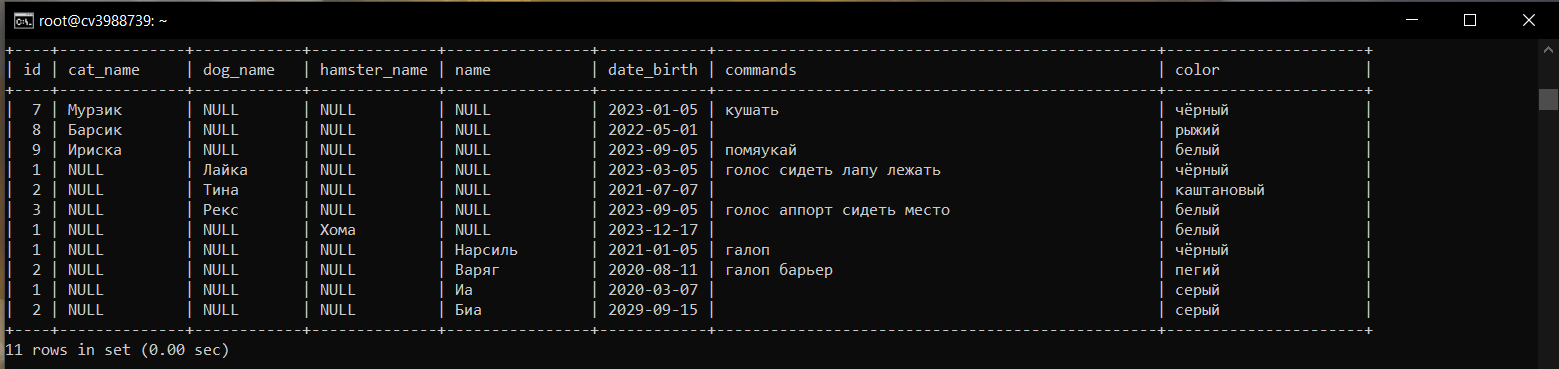 root@cv3988739: ~
+----+--------------+------------+---------------+----------------+------------+------------------------------------------------+----------------------+
| id | cat_name     | dog_name   | hamster_name | name           | date_birth | commands                                       | color                |
+----+--------------+------------+---------------+----------------+------------+------------------------------------------------+----------------------+
| 7 | Мурзик | NULL | NULL | NULL | 2023-01-05 | кушать | чёрный |
| 8 | Барсик | NULL | NULL | NULL | 2022-05-01 | | рыжий |
| 9 | Ириска | NULL | NULL | NULL | 2023-09-05 | помяукай | белый |
| 1 | NULL | Лайка | NULL | NULL | 2023-03-05 | голос сидеть лапу лежать | чёрный |
| 2 | NULL | Тина | NULL | NULL | 2021-07-07 | | каштановый |
| 3 | NULL | Рекс | NULL | NULL | 2023-09-05 | голос аппорт сидеть место | белый |
| 1 | NULL | NULL | Хома | NULL | 2023-12-17 | | белый |
| 1 | NULL | NULL | NULL | Нарсиль | 2021-01-05 | галоп | чёрный |
| 2 | NULL | NULL | NULL | Варяг | 2020-08-11 | галоп барьер | пегий |
| 1 | NULL | NULL | NULL | Иа | 2020-03-07 | | серый |
| 2 | NULL | NULL | NULL | Биа | 2029-09-15 | | серый |
+----+--------------+------------+---------------+----------------+------------+------------------------------------------------+----------------------+
11 rows in set (0.00 sec)